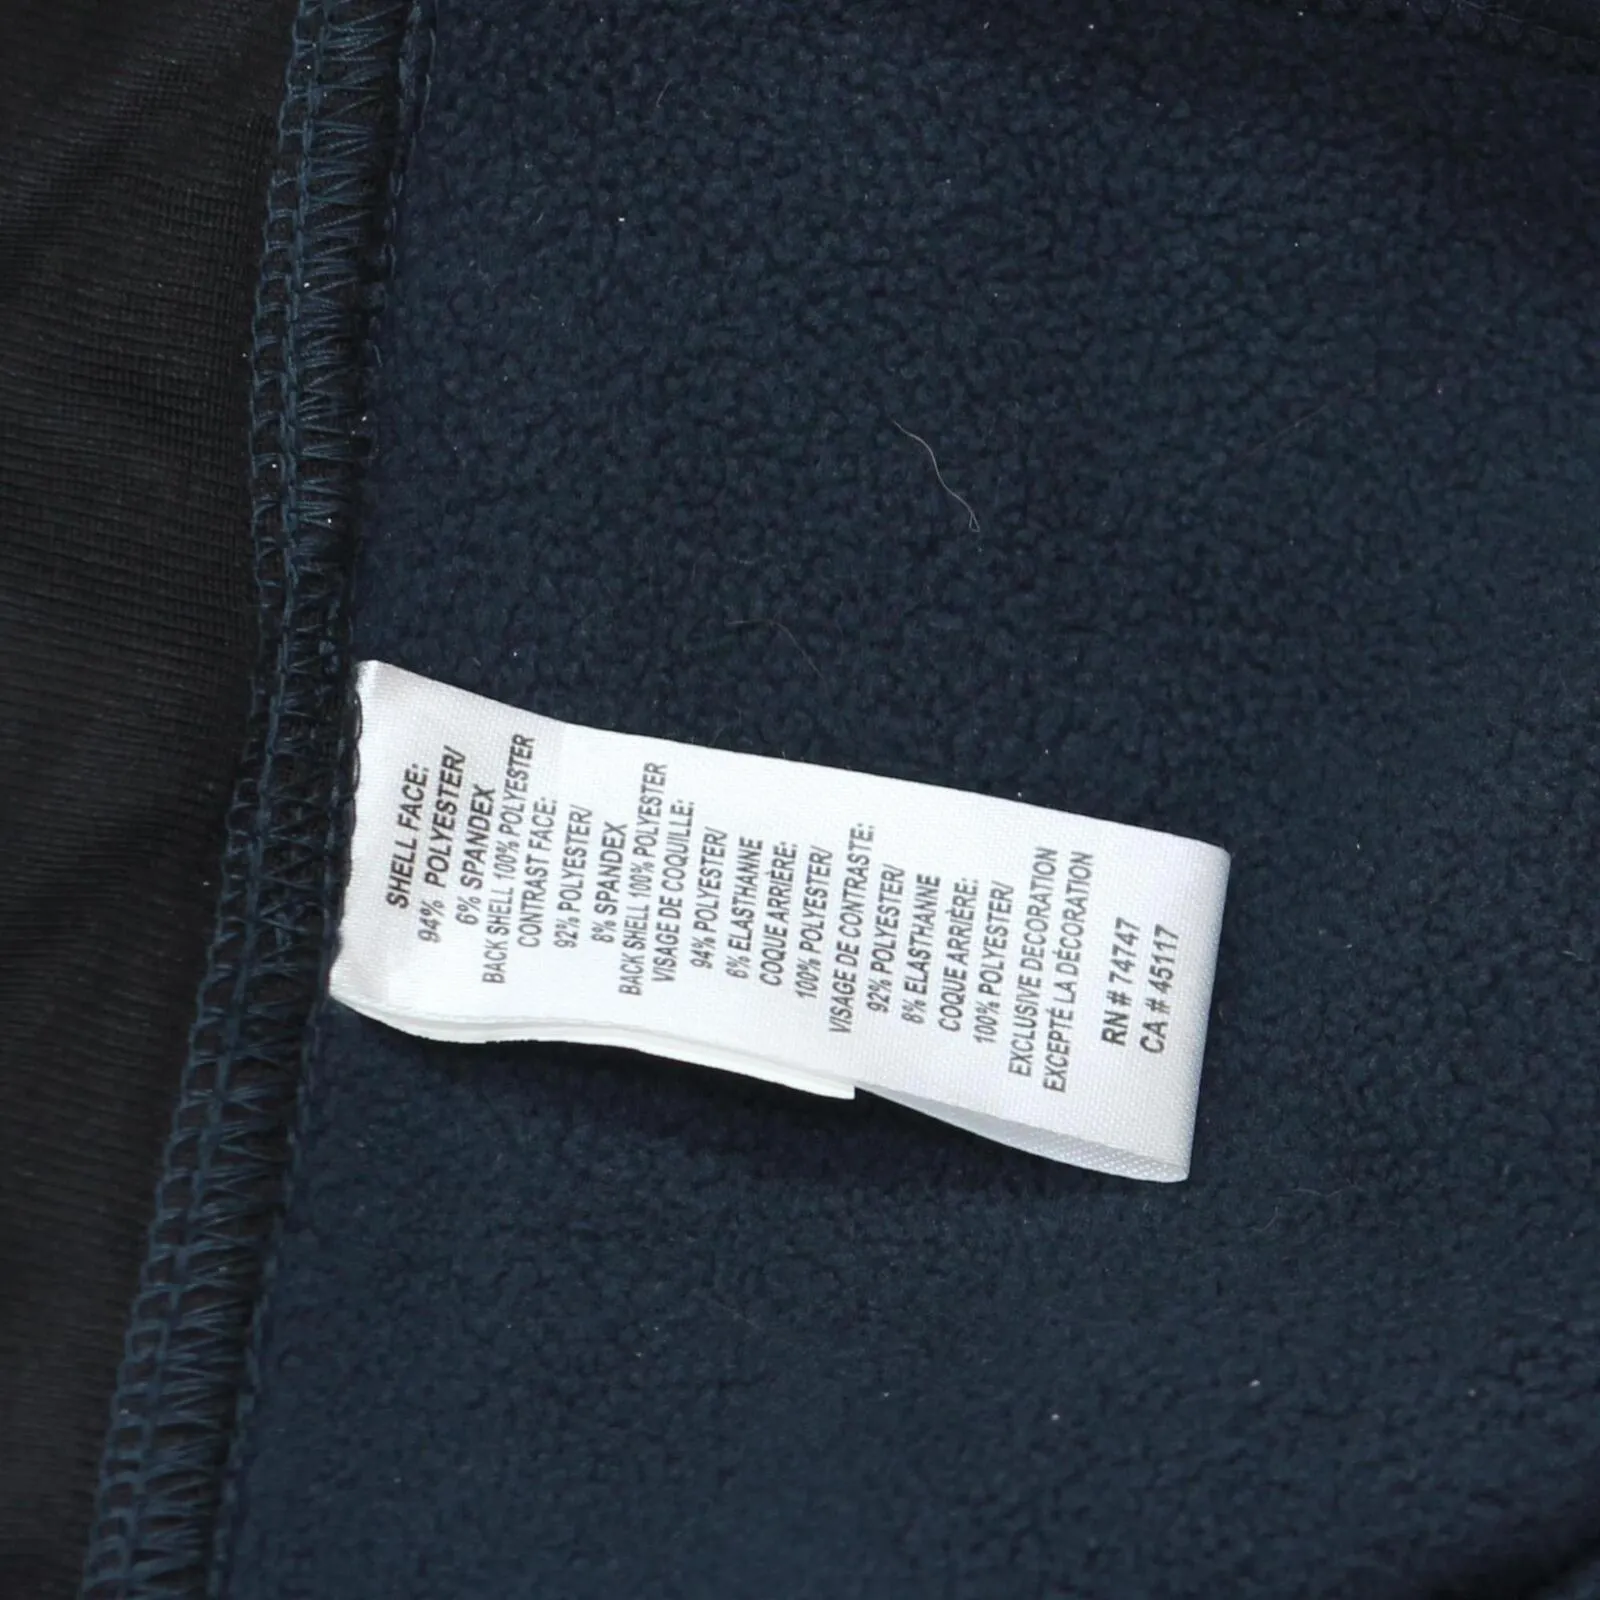 SHELL FACE:
94% POLYESTER/
6% SPANDEX
BACK SHELL 100% POLYESTER
CONTRAST FACE:
92% POLYESTER/
8% SPANDEX
BACK SHELL 100% POLYESTER
VISAGE DE COQUILLE:
94% POLYESTER/
6% ELASTHANNE
COQUE ARRIÈRE:
100% POLYESTER/
VISAGE DE CONTRASTE:
92% POLYESTER/
8% ELASTHANNE
COQUE ARRIÈRE:
100% POLYESTER/
EXCLUSIVE DECORATION
EXCEPTÉ LA DÉCORATION
RN # 74747
CA # 45117